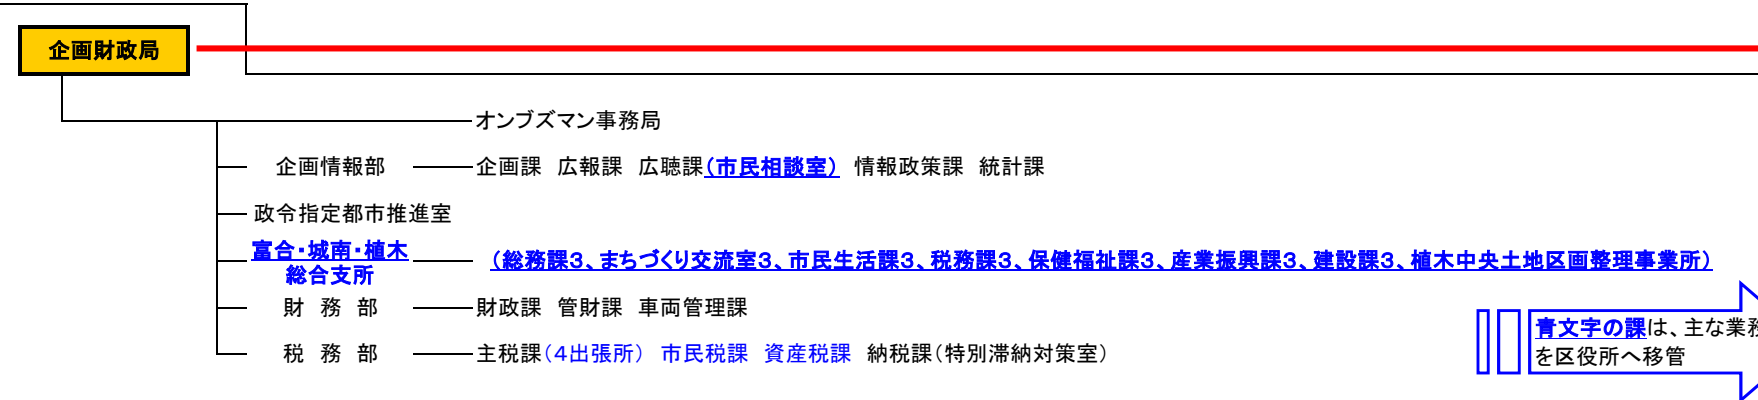 企画財政局
オンブズマン事務局
企画情報部 企画課 広報課 広聴課(市民相談室) 情報政策課 統計課
政令指定都市推進室
富合・城南・植木
総合支所
(総務課3、まちづくり交流室3、市民生活課3、税務課3、保健福祉課3、産業振興課3、建設課3、植木中央土地区画整理事業所)
財 務 部 財政課 管財課 車両管理課
税 務 部 主税課(4出張所) 市民税課 資産税課 納税課(特別滞納対策室)
青文字の課は、主な業務
を区役所へ移管